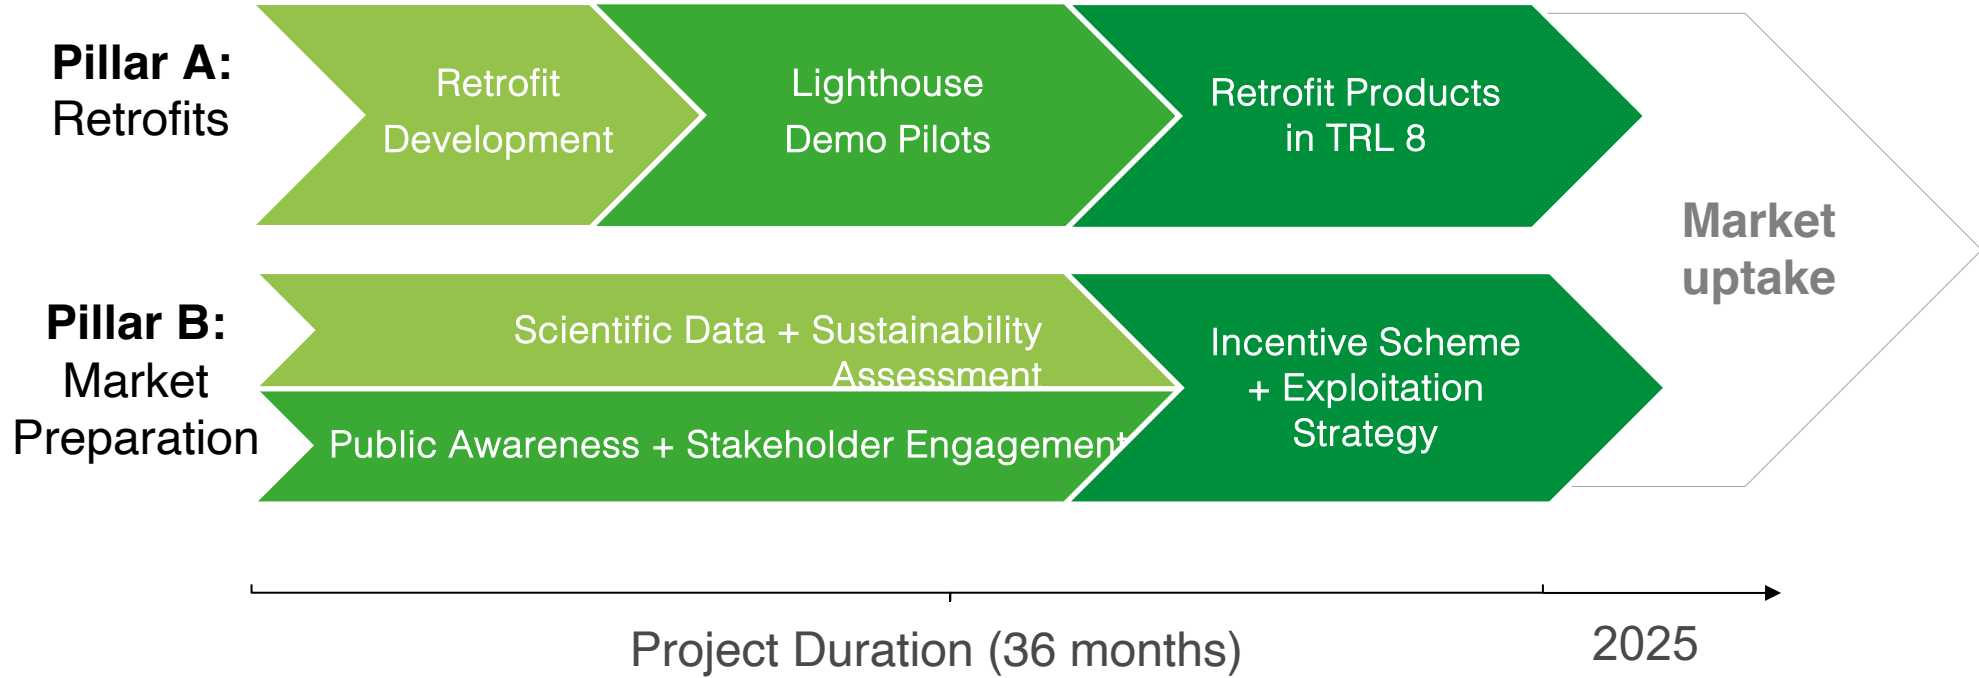 Pillar A:
Retrofits
Retrofit
Development
Lighthouse
Demo Pilots
Retrofit Products
in TRL 8
Market
uptake
Pillar B:
Market
Preparation
Scientific Data + Sustainability
Assessment
Public Awareness + Stakeholder Engagement
Incentive Scheme
+ Exploitation
Strategy
Project Duration (36 months)
2025